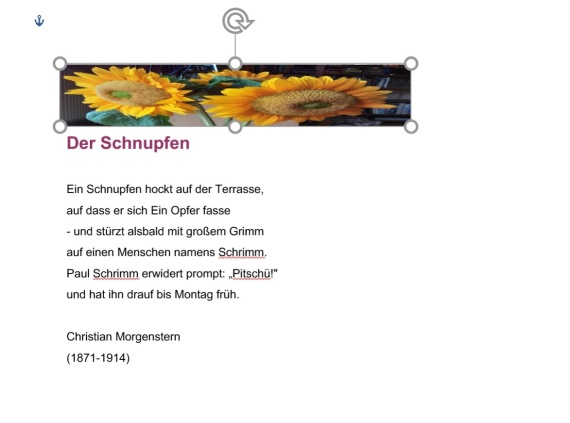 Der Schnupfen
Ein Schnupfen hockt auf der Terrasse,
auf dass er sich Ein Opfer fasse
- und stürzt alsbald mit großem Grimm
auf einen Menschen namens Schrimm.
Paul Schrimm erwidert prompt: „Pitschü!"
und hat ihn drauf bis Montag früh.
Christian Morgenstern
(1871-1914)